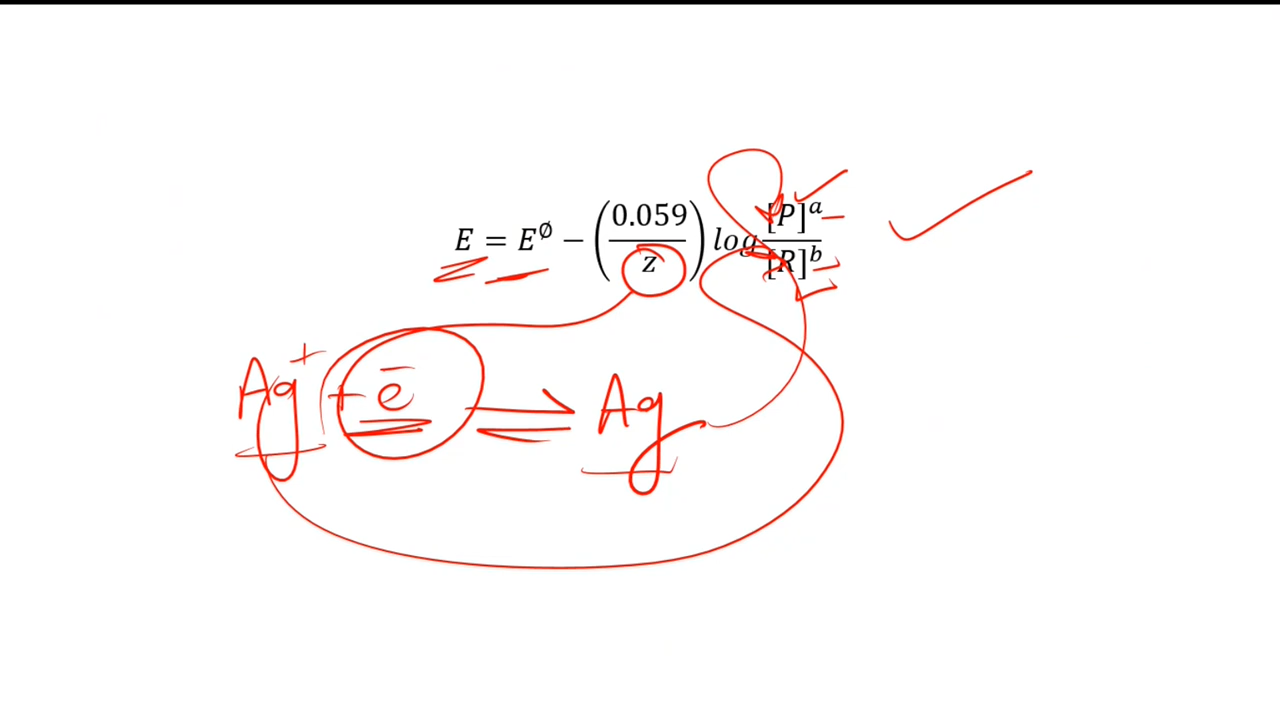 E = E^∅ − (0.059/z) log [P]^a/[R]^b
Ag⁺ + e̅ ⇌ Ag